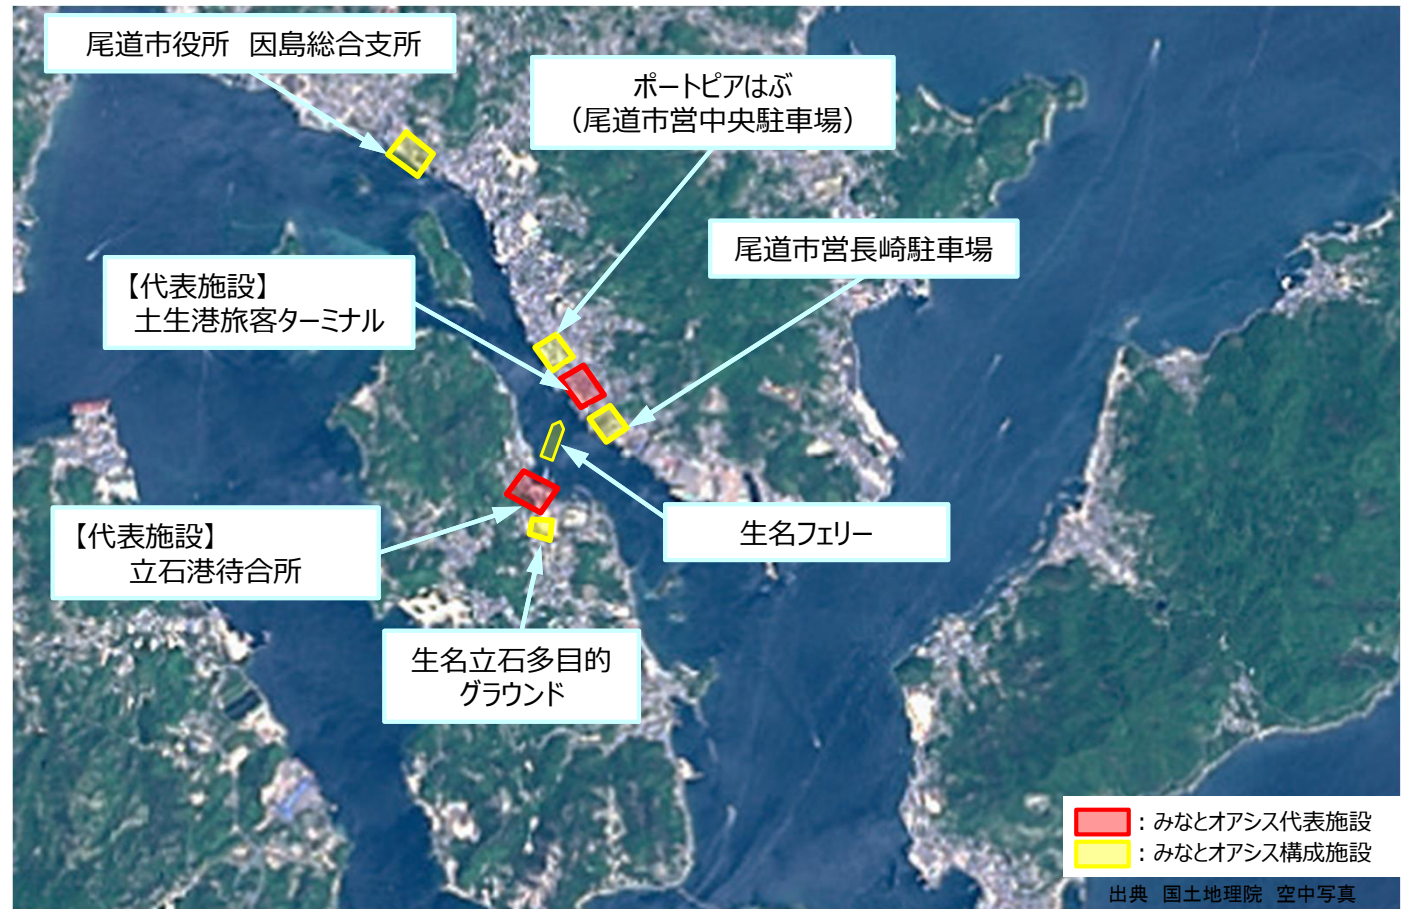 尾道市役所　因島総合支所
ポートピアはぶ
（尾道市営中央駐車場）
尾道市営長崎駐車場
【代表施設】
土生港旅客ターミナル
生名フェリー
【代表施設】
立石港待合所
生名立石多目的
グラウンド
：みなとオアシス代表施設
：みなとオアシス構成施設
出典　国土地理院　空中写真